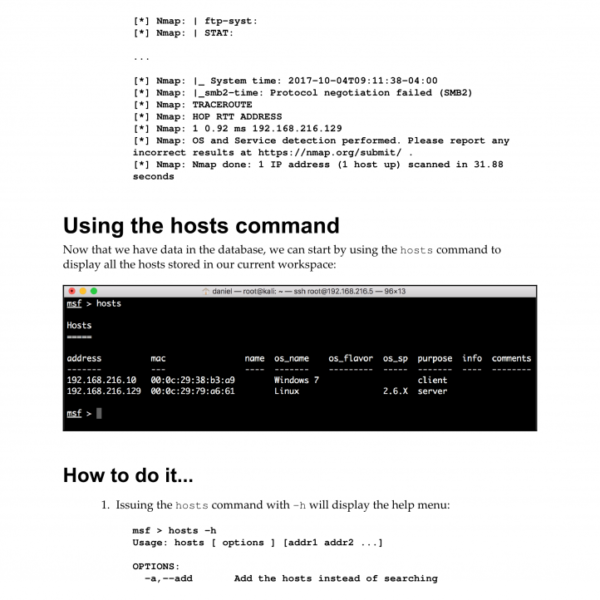 [*] Nmap: | ftp-syst:
[*] Nmap: | STAT:
...
[*] Nmap: |_ System time: 2017-10-04T09:11:38-04:00
[*] Nmap: |_smb2-time: Protocol negotiation failed (SMB2)
[*] Nmap: TRACEROUTE
[*] Nmap: HOP RTT ADDRESS
[*] Nmap: 1 0.92 ms 192.168.216.129
[*] Nmap: OS and Service detection performed. Please report any
incorrect results at https://nmap.org/submit/ .
[*] Nmap: Nmap done: 1 IP address (1 host up) scanned in 31.88
seconds
Using the hosts command
Now that we have data in the database, we can start by using the hosts command to
display all the hosts stored in our current workspace:
daniel — root@kali: ~ — ssh root@192.168.216.5 — 96×13
msf > hosts
Hosts
=====
address mac name os_name os_flavor os_sp purpose info comments
------- --- ---- ------- --------- ----- ------- ---- --------
192.168.216.10 00:0c:29:38:b3:a9 Windows 7 client
192.168.216.129 00:0c:29:79:a6:61 Linux 2.6.X server
msf >
How to do it...
1. Issuing the hosts command with -h will display the help menu:
msf > hosts -h
Usage: hosts [ options ] [addr1 addr2 ...]
OPTIONS:
-a,--add Add the hosts instead of searching